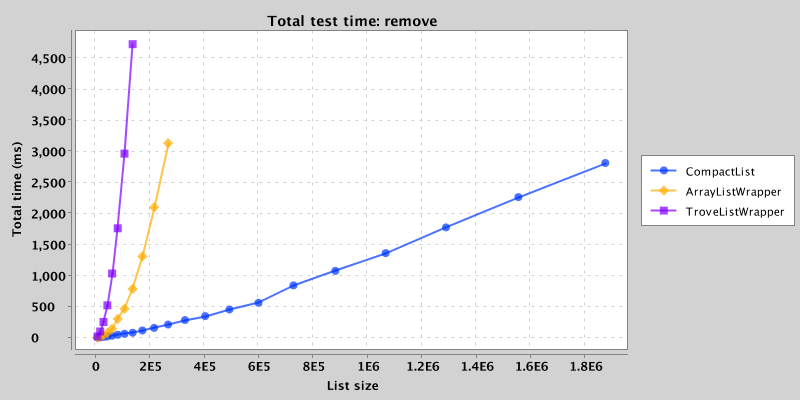 Total test time: remove
Total time (ms)
4,500
4,000
3,500
3,000
2,500
2,000
1,500
1,000
500
0
0 2E5 4E5 6E5 8E5 1E6 1.2E6 1.4E6 1.6E6 1.8E6
List size
CompactList
ArrayListWrapper
TroveListWrapper